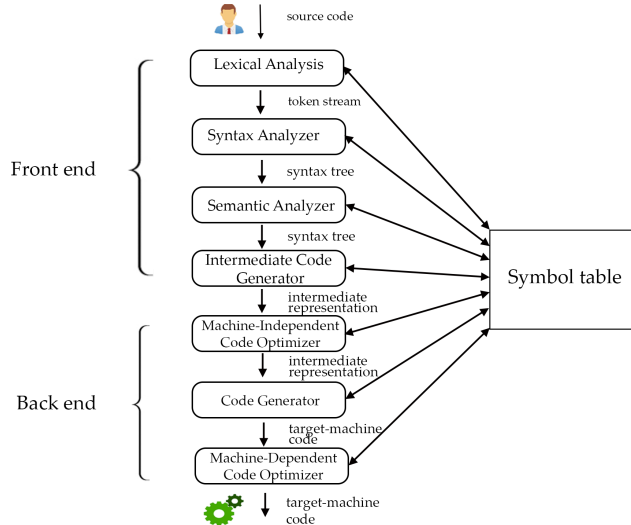 source code
Lexical Analysis
token stream
Syntax Analyzer
Front end
syntax tree
Semantic Analyzer
syntax tree
Intermediate Code
Generator
Symbol table
intermediate
representation
Machine-Independent
Code Optimizer
intermediate
representation
Back end
Code Generator
target-machine
code
Machine-Dependent
Code Optimizer
target-machine
code